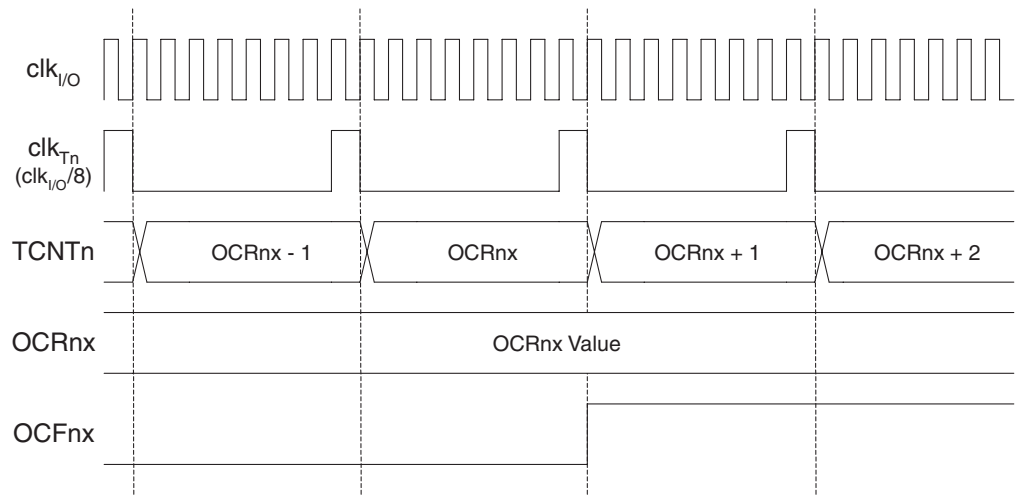 clkI/O
clkTn
(clkI/O/8)
TCNTn
OCRnx - 1
OCRnx
OCRnx + 1
OCRnx + 2
OCRnx
OCRnx Value
OCFnx